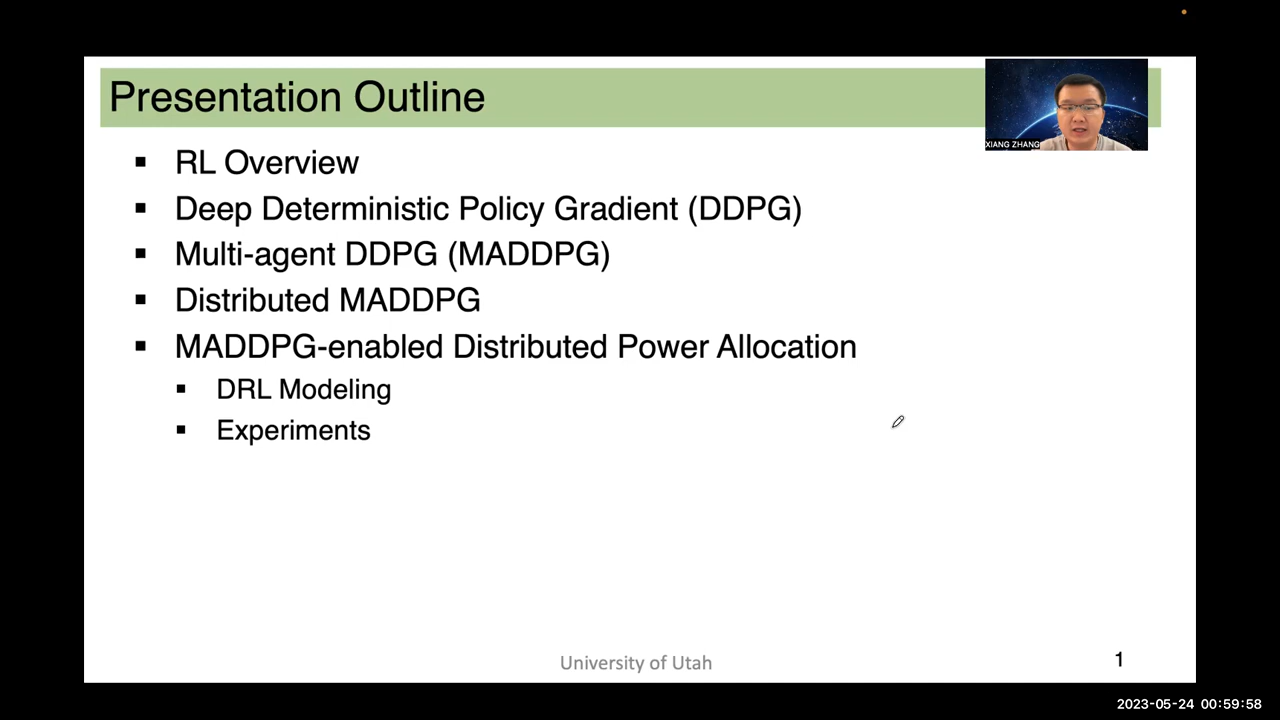 Presentation Outline
XIANG ZHANG
▪ RL Overview
▪ Deep Deterministic Policy Gradient (DDPG)
▪ Multi-agent DDPG (MADDPG)
▪ Distributed MADDPG
▪ MADDPG-enabled Distributed Power Allocation
▪ DRL Modeling
▪ Experiments
University of Utah
1
2023-05-24 00:59:58